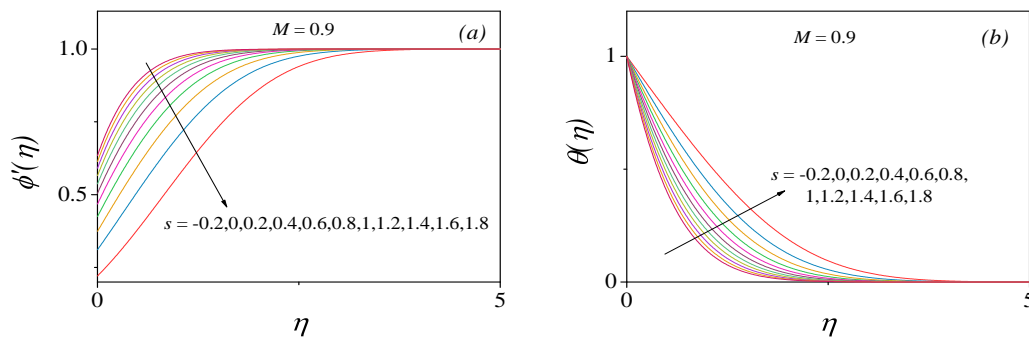 M = 0.9
(a)
1.0
0.5
ϕ'(η)
s = -0.2,0,0.2,0.4,0.6,0.8,1,1.2,1.4,1.6,1.8
0
5
η
M = 0.9
(b)
1
θ(η)
s = -0.2,0,0.2,0.4,0.6,0.8,
1,1.2,1.4,1.6,1.8
0
0
5
η